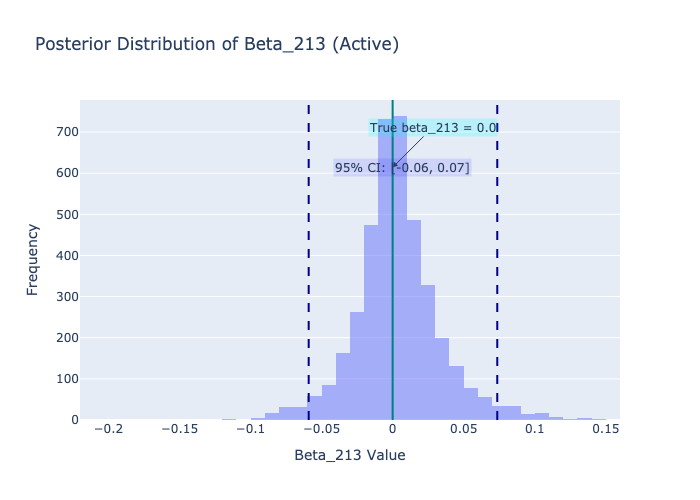 Posterior Distribution of Beta_213 (Active)
True beta_213 = 0.0
95% CI: [-0.06, 0.07]
Frequency
700
600
500
400
300
200
100
0
−0.2 −0.15 −0.1 −0.05 0 0.05 0.1 0.15
Beta_213 Value